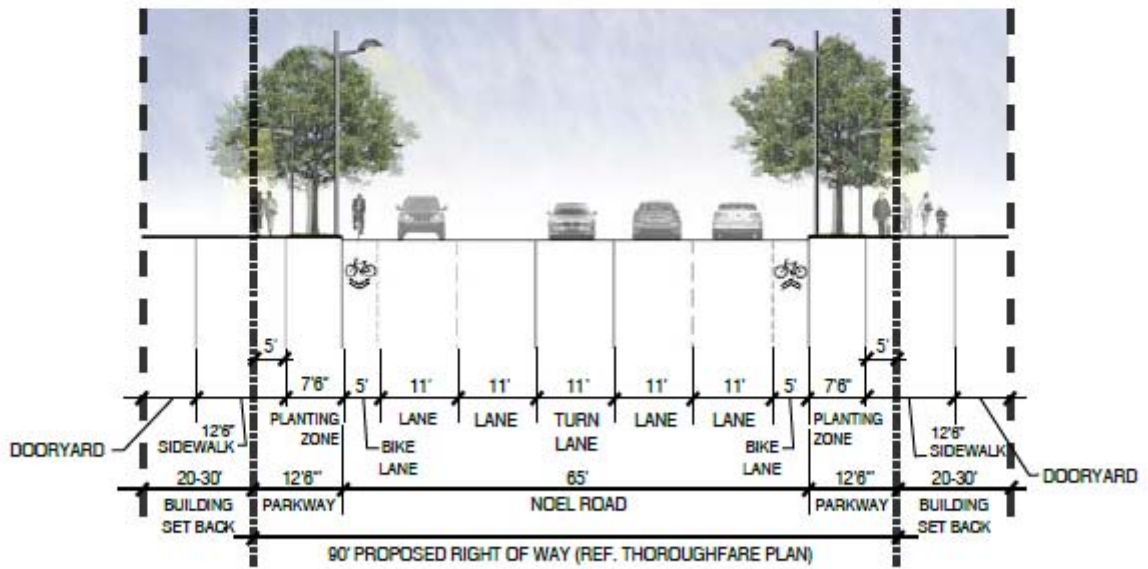 5' 5'
7'6" 5' 11' 11' 11' 11' 11' 5' 7'6"
PLANTING ZONE
LANE
LANE
TURN LANE
LANE
LANE
PLANTING ZONE
DOORYARD
12'6" SIDEWALK
BIKE LANE
BIKE LANE
12'6" SIDEWALK
DOORYARD
20-30' 12'6" 65' 12'6" 20-30'
BUILDING SET BACK
PARKWAY
NOEL ROAD
PARKWAY
BUILDING SET BACK
90' PROPOSED RIGHT OF WAY (REF. THOROUGHFARE PLAN)